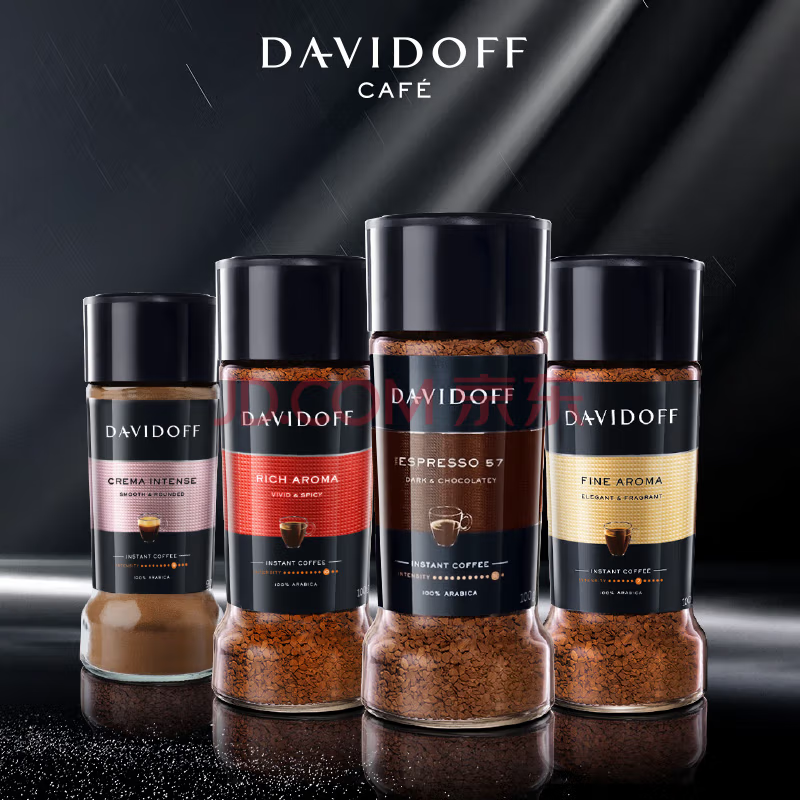 DAVIDOFF
CAFÉ
JD.COM 京东
DAVIDOFF
CREMA INTENSE
SMOOTH & ROUNDED
INSTANT COFFEE
INTENSITY
100% ARABICA
DAVIDOFF
RICH AROMA
VIVID & SPICY
INSTANT COFFEE
INTENSITY
100% ARABICA
DAVIDOFF
ESPRESSO 57
DARK & CHOCOLATEY
INSTANT COFFEE
INTENSITY
100% ARABICA
DAVIDOFF
FINE AROMA
ELEGANT & FRAGRANT
INSTANT COFFEE
INTENSITY
100% ARABICA